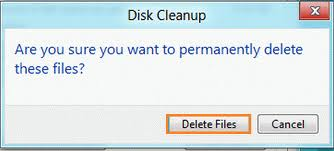 Disk Cleanup
Are you sure you want to permanently delete
these files?
Delete Files
Cancel